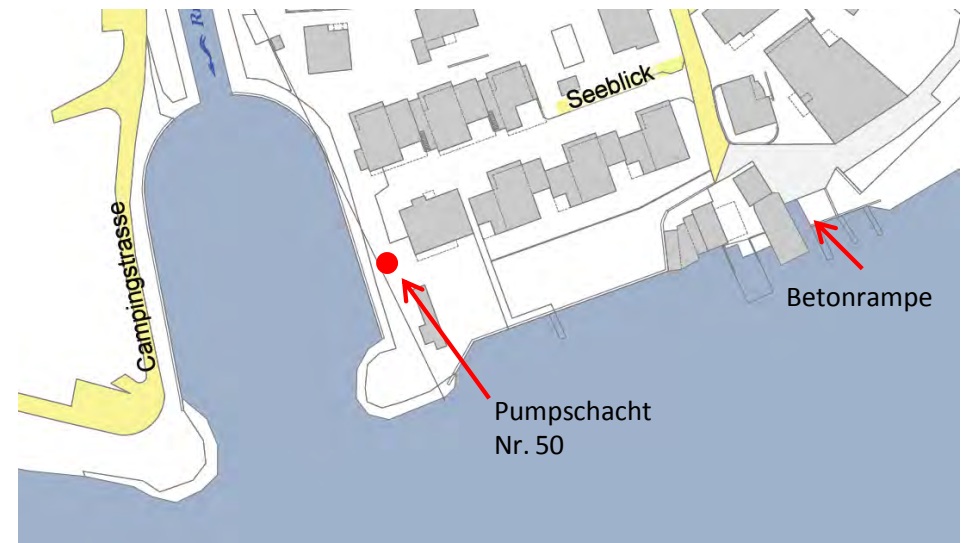 Seeblick
Campingstrasse
Betonrampe
Pumpschacht
Nr. 50